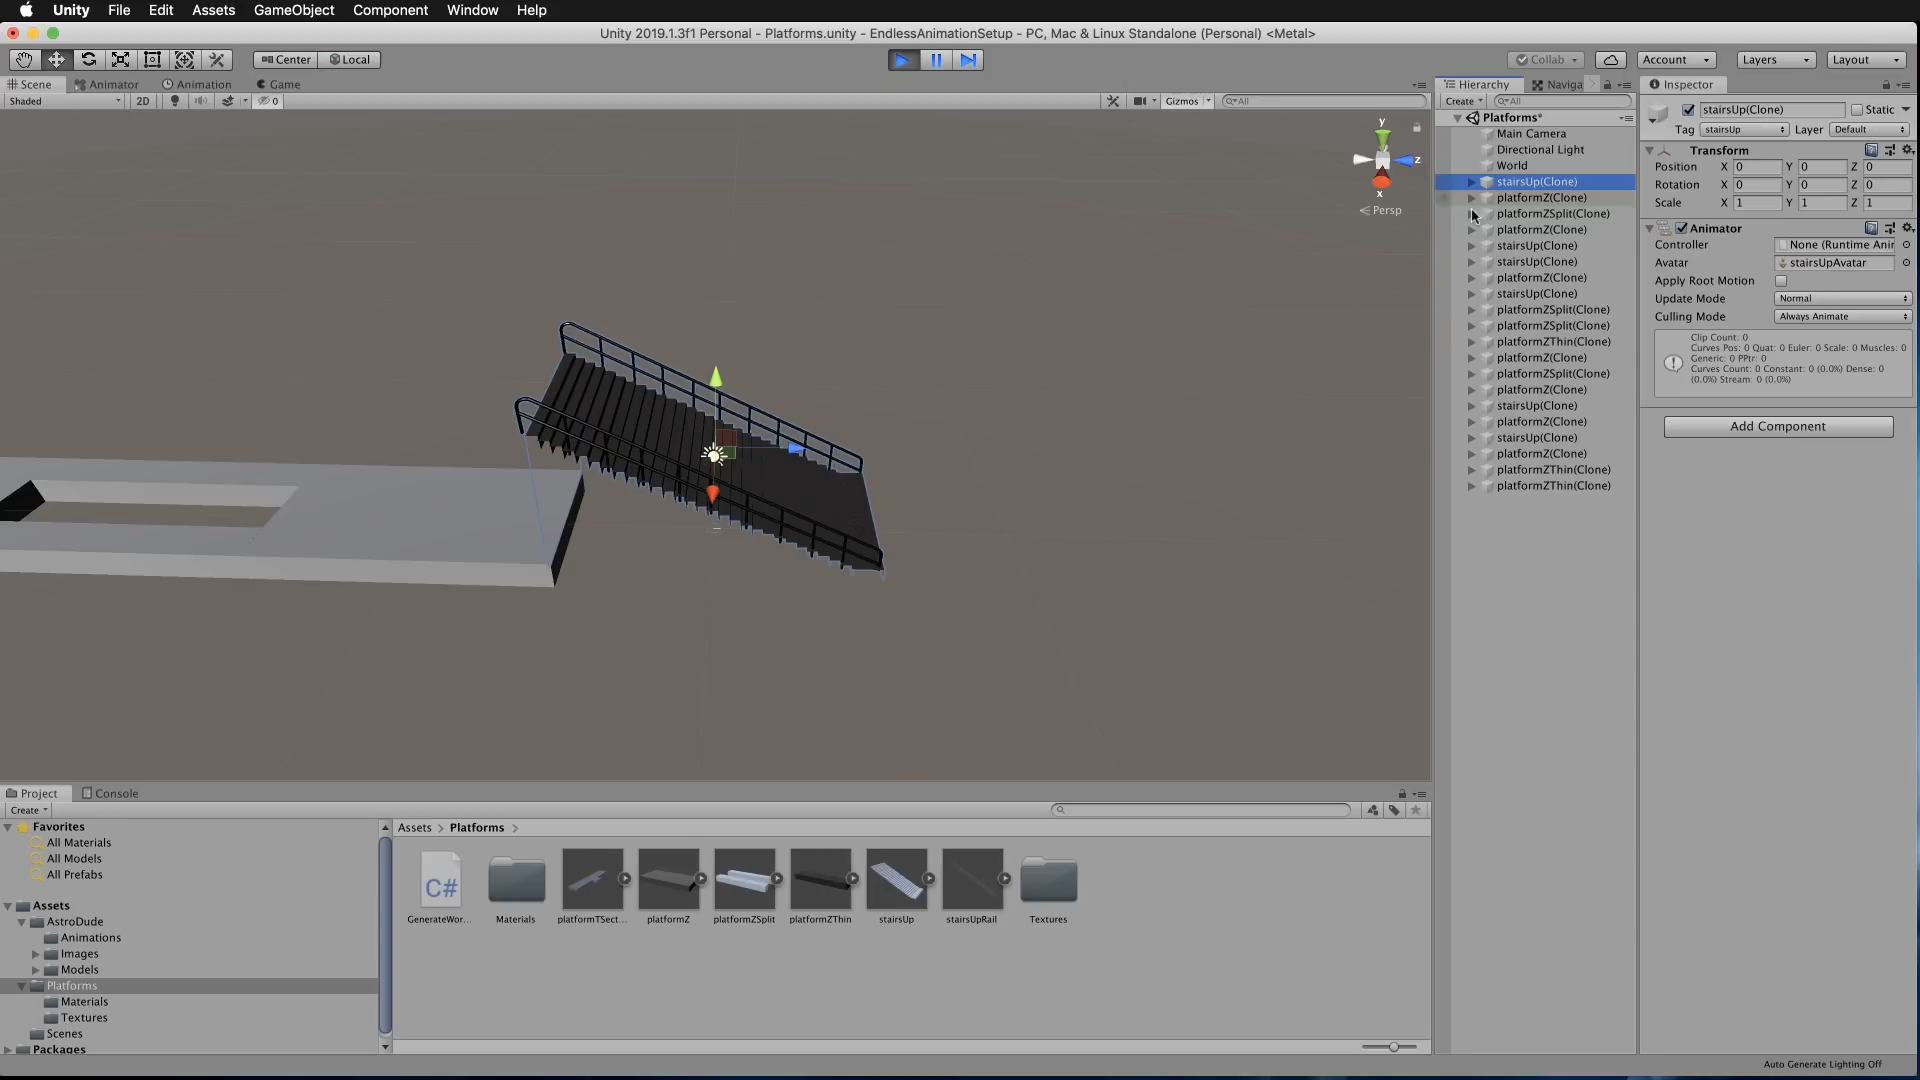 Unity File Edit Assets GameObject Component Window Help
Unity 2019.1.3f1 Personal - Platforms.unity - EndlessAnimationSetup - PC, Mac & Linux Standalone (Personal) <Metal>
Center Local Collab Account Layers Layout
Scene Animator Animation Game
Shaded 2D 0 Gizmos All
y
z
x
Persp
Hierarchy Naviga
Create All
Platforms*
Main Camera
Directional Light
World
stairsUp(Clone)
platformZ(Clone)
platformZSplit(Clone)
platformZ(Clone)
stairsUp(Clone)
stairsUp(Clone)
platformZ(Clone)
stairsUp(Clone)
platformZSplit(Clone)
platformZSplit(Clone)
platformZThin(Clone)
platformZ(Clone)
platformZSplit(Clone)
platformZ(Clone)
stairsUp(Clone)
platformZ(Clone)
stairsUp(Clone)
platformZ(Clone)
platformZThin(Clone)
platformZThin(Clone)
Inspector
stairsUp(Clone) Static
Tag stairsUp Layer Default
Transform
Position X 0 Y 0 Z 0
Rotation X 0 Y 0 Z 0
Scale X 1 Y 1 Z 1
Animator
Controller None (Runtime Anir
Avatar stairsUpAvatar
Apply Root Motion
Update Mode Normal
Culling Mode Always Animate
Clip Count: 0
Curves Pos: 0 Quat: 0 Euler: 0 Scale: 0 Muscles: 0
Generic: 0 PPtr: 0
Curves Count: 0 Constant: 0 (0.0%) Dense: 0
(0.0%) Stream: 0 (0.0%)
Add Component
Project Console
Create
Favorites
All Materials
All Models
All Prefabs
Assets
AstroDude
Animations
Images
Models
Platforms
Materials
Textures
Scenes
Packages
Assets > Platforms >
C#
GenerateWor... Materials platformTSect... platformZ platformZSplit platformZThin stairsUp stairsUpRail Textures
Auto Generate Lighting Off